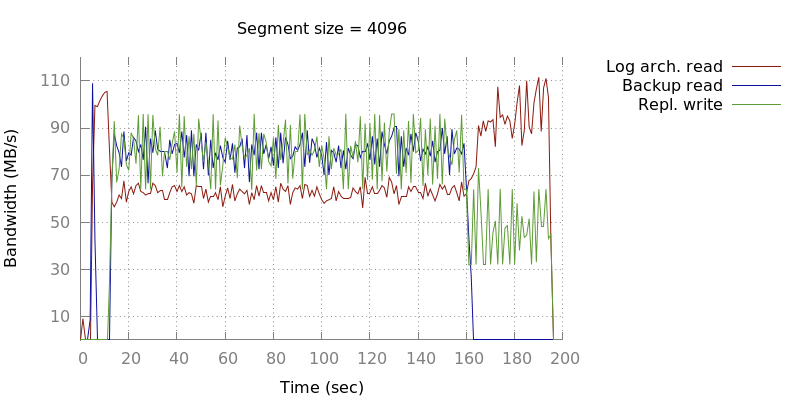 Segment size = 4096
Log arch. read
Backup read
Repl. write
Bandwidth (MB/s)
110
90
70
50
30
10
0 20 40 60 80 100 120 140 160 180 200
Time (sec)